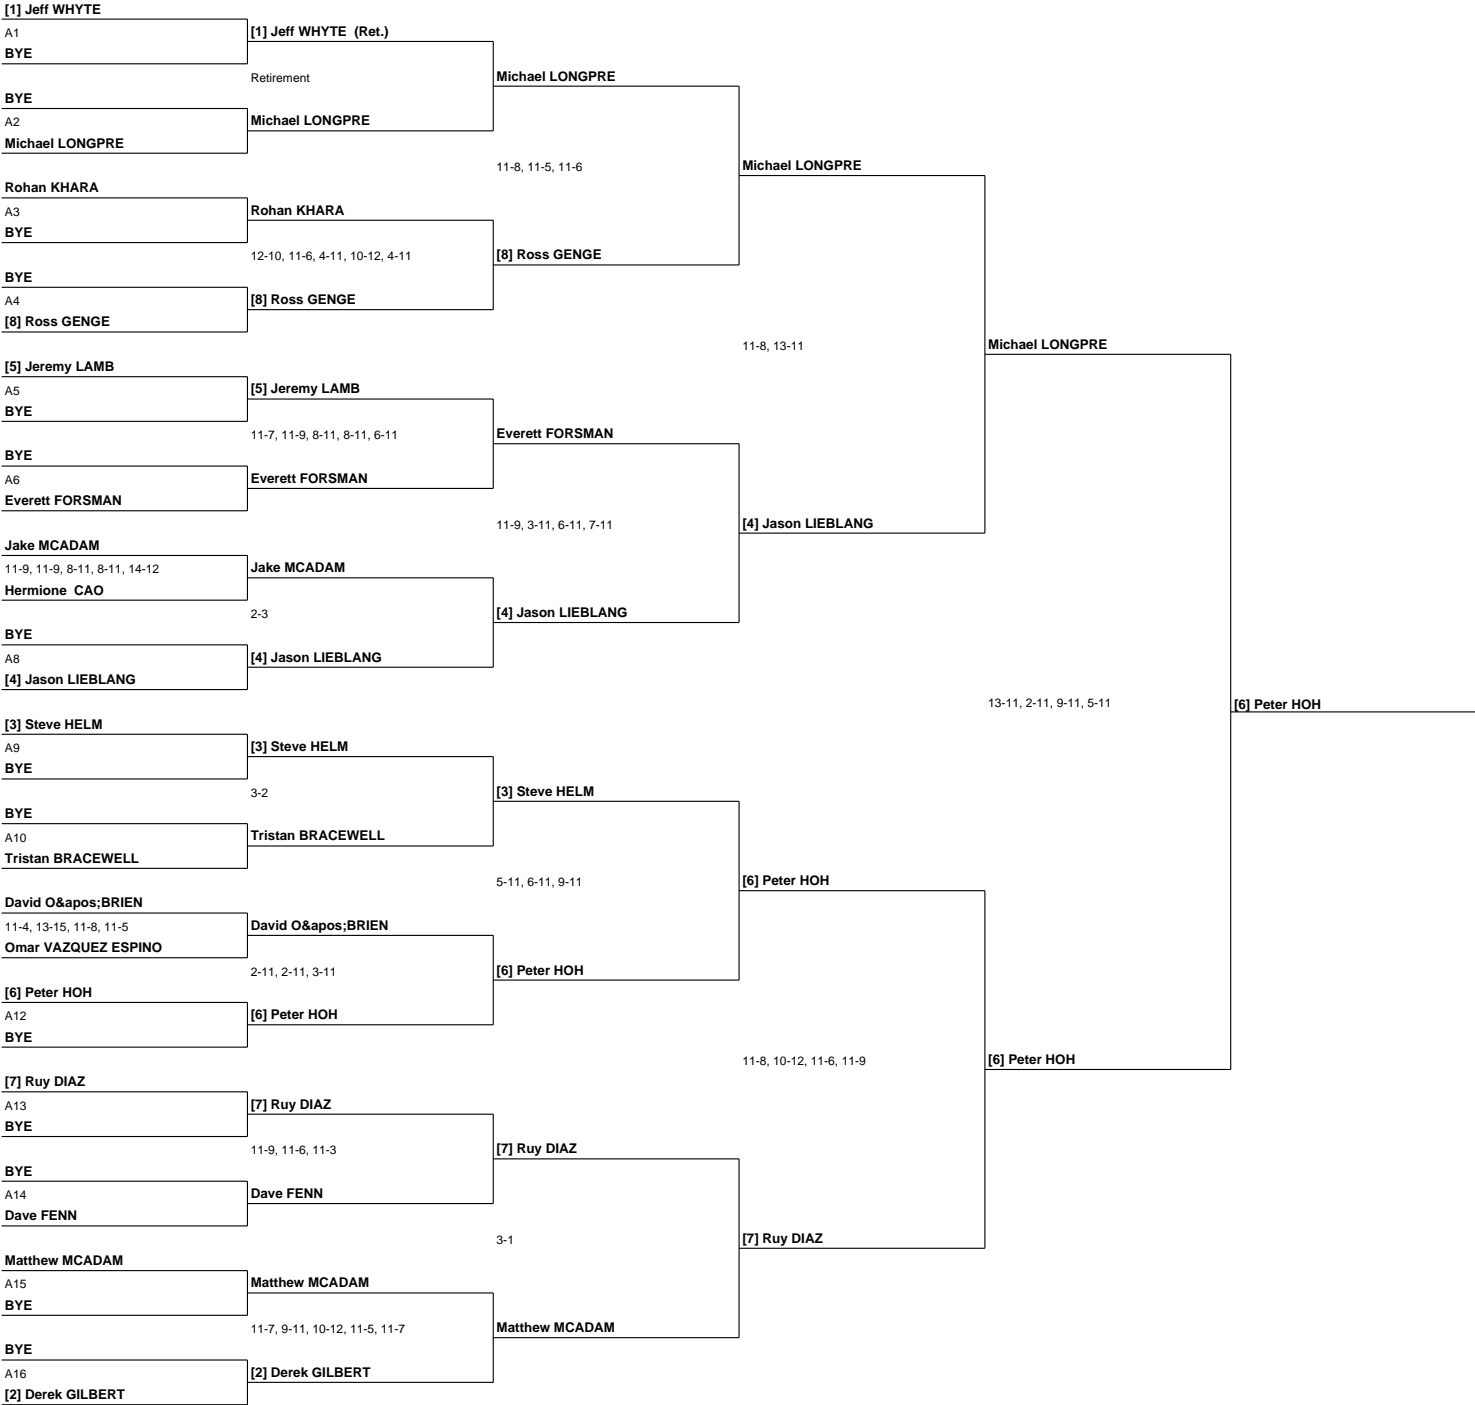 [1] Jeff WHYTE
A1
BYE
BYE
A2
Michael LONGPRE
Rohan KHARA
A3
BYE
BYE
A4
[8] Ross GENGE
[5] Jeremy LAMB
A5
BYE
BYE
A6
Everett FORSMAN
Jake MCADAM
11-9, 11-9, 8-11, 8-11, 14-12
Hermione  CAO
BYE
A8
[4] Jason LIEBLANG
[3] Steve HELM
A9
BYE
BYE
A10
Tristan BRACEWELL
David O&apos;BRIEN
11-4, 13-15, 11-8, 11-5
Omar VAZQUEZ ESPINO
[6] Peter HOH
A12
BYE
[7] Ruy DIAZ
A13
BYE
BYE
A14
Dave FENN
Matthew MCADAM
A15
BYE
BYE
A16
[2] Derek GILBERT
[1] Jeff WHYTE  (Ret.)
Retirement
Michael LONGPRE
Rohan KHARA
12-10, 11-6, 4-11, 10-12, 4-11
[8] Ross GENGE
[5] Jeremy LAMB
11-7, 11-9, 8-11, 8-11, 6-11
Everett FORSMAN
Jake MCADAM
2-3
[4] Jason LIEBLANG
[3] Steve HELM
3-2
Tristan BRACEWELL
David O&apos;BRIEN
2-11, 2-11, 3-11
[6] Peter HOH
[7] Ruy DIAZ
11-9, 11-6, 11-3
Dave FENN
Matthew MCADAM
11-7, 9-11, 10-12, 11-5, 11-7
[2] Derek GILBERT
Michael LONGPRE
11-8, 11-5, 11-6
[8] Ross GENGE
Everett FORSMAN
11-9, 3-11, 6-11, 7-11
[4] Jason LIEBLANG
[3] Steve HELM
5-11, 6-11, 9-11
[6] Peter HOH
[7] Ruy DIAZ
3-1
Matthew MCADAM
Michael LONGPRE
11-8, 13-11
[4] Jason LIEBLANG
[6] Peter HOH
11-8, 10-12, 11-6, 11-9
[7] Ruy DIAZ
Michael LONGPRE
13-11, 2-11, 9-11, 5-11
[6] Peter HOH
[6] Peter HOH